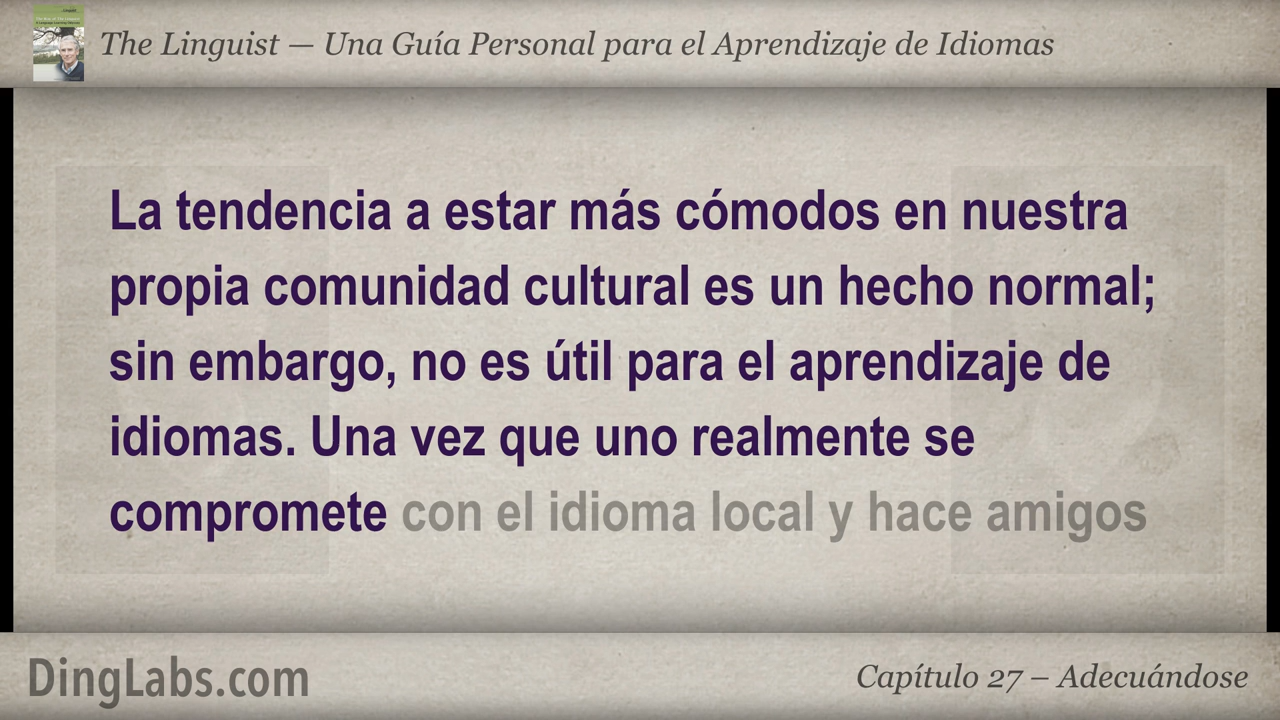 The Linguist — Una Guía Personal para el Aprendizaje de Idiomas
La tendencia a estar más cómodos en nuestra
propia comunidad cultural es un hecho normal;
sin embargo, no es útil para el aprendizaje de
idiomas. Una vez que uno realmente se
compromete con el idioma local y hace amigos
DingLabs.com
Capítulo 27 – Adecuándose